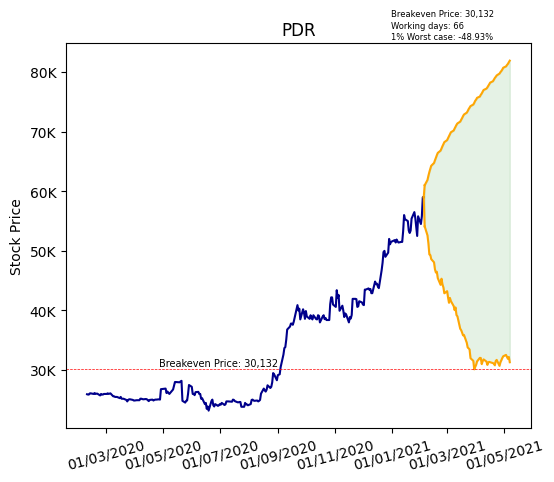 Breakeven Price: 30,132
Working days: 66
1% Worst case: -48.93%
PDR
80K
70K
60K
50K
40K
30K
Stock Price
Breakeven Price: 30,132
01/03/2020
01/05/2020
01/07/2020
01/09/2020
01/11/2020
01/01/2021
01/03/2021
01/05/2021